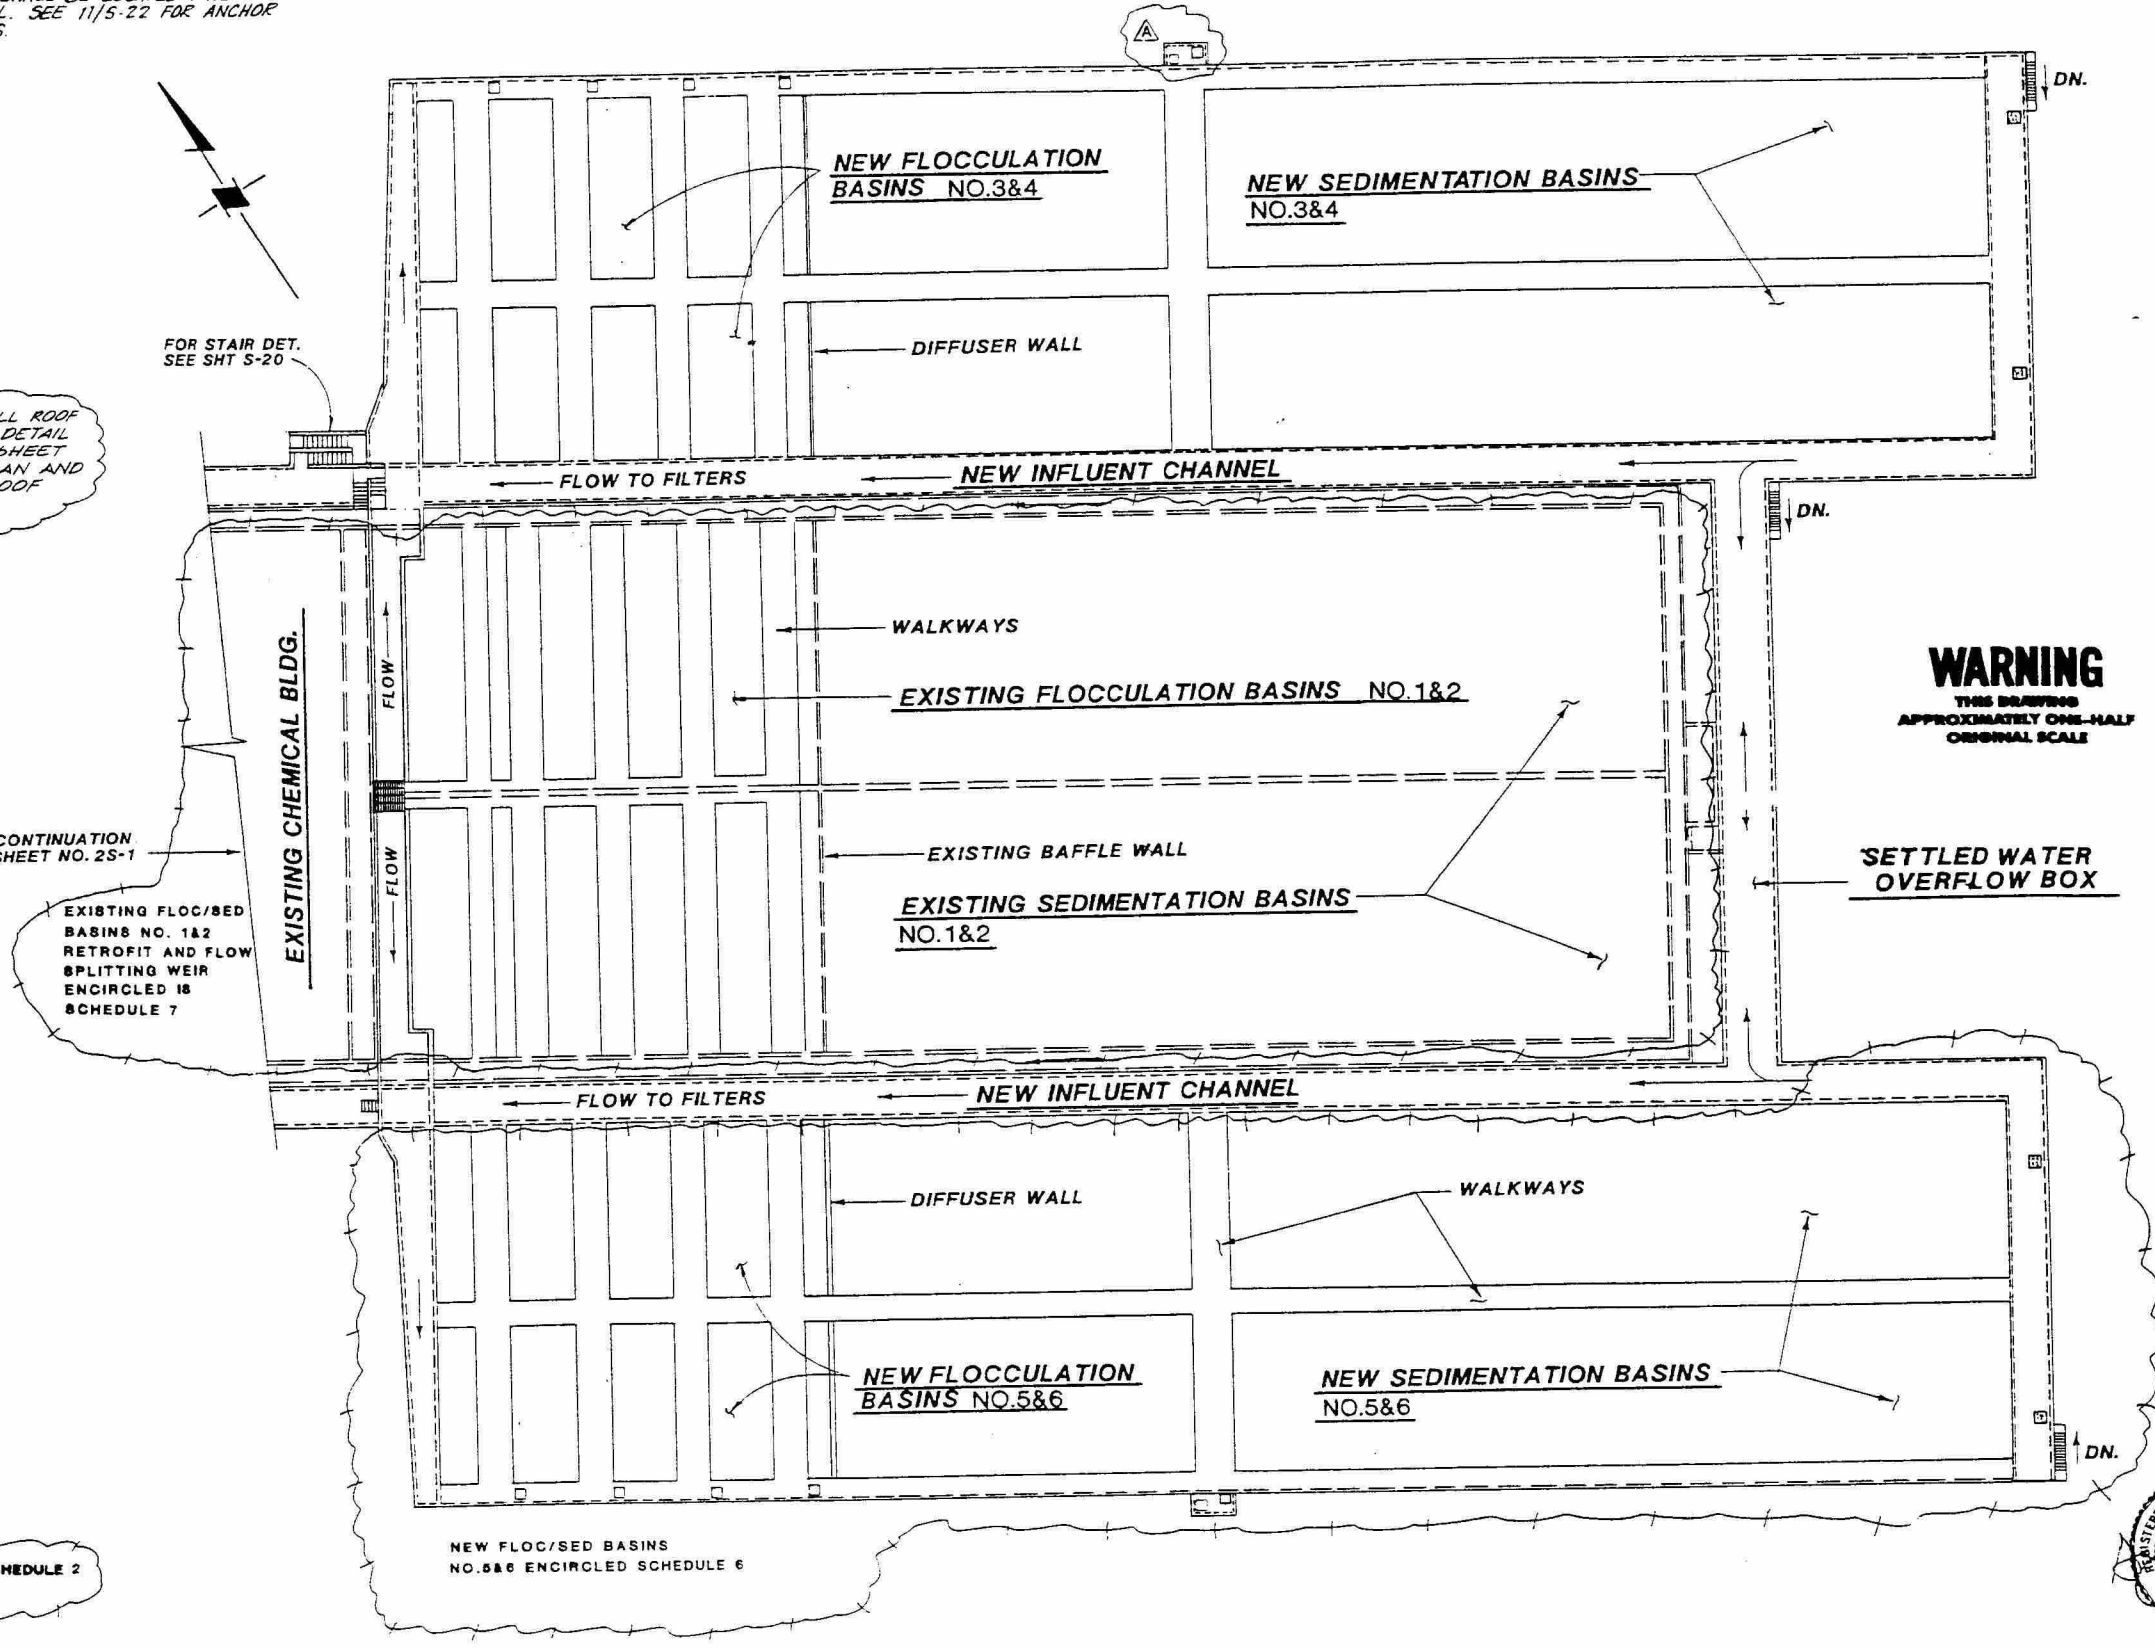 L. SEE 11/S-22 FOR ANCHOR
A
DN.
NEW FLOCCULATION
BASINS NO.3&4
NEW SEDIMENTATION BASINS
NO.3&4
FOR STAIR DET.
SEE SHT S-20
DIFFUSER WALL
LL ROOF
DETAIL
SHEET
AN AND
OOF
FLOW TO FILTERS
NEW INFLUENT CHANNEL
DN.
WALKWAYS
FLOW
EXISTING CHEMICAL BLDG.
EXISTING FLOCCULATION BASINS NO.1&2
WARNING
THIS DRAWING
APPROXIMATELY ONE-HALF
ORIGINAL SCALE
CONTINUATION
SHEET NO. 2S-1
FLOW
EXISTING BAFFLE WALL
SETTLED WATER
OVERFLOW BOX
EXISTING SEDIMENTATION BASINS
NO.1&2
EXISTING FLOC/SED
BASINS NO. 1&2
RETROFIT AND FLOW
SPLITTING WEIR
ENCIRCLED IS
SCHEDULE 7
FLOW TO FILTERS
NEW INFLUENT CHANNEL
DIFFUSER WALL
WALKWAYS
NEW FLOCCULATION
BASINS NO.5&6
NEW SEDIMENTATION BASINS
NO.5&6
DN.
NEW FLOC/SED BASINS
NO.5&6 ENCIRCLED SCHEDULE 6
HEDULE 2